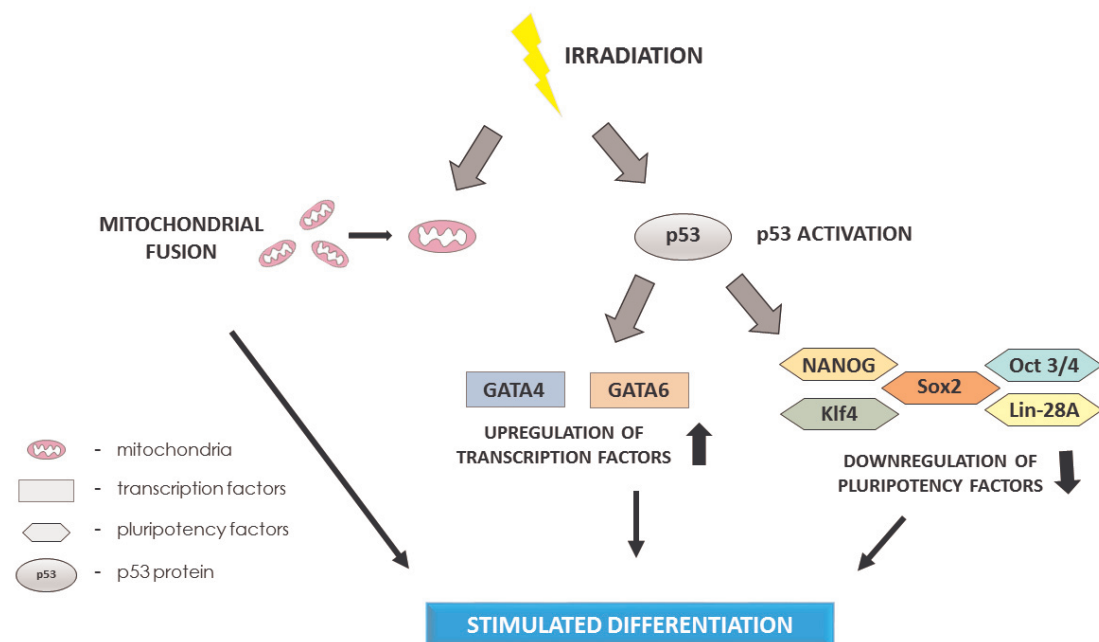 IRRADIATION
MITOCHONDRIAL
FUSION
p53
p53 ACTIVATION
NANOG
Oct 3/4
Sox2
Klf4
Lin-28A
GATA4
GATA6
UPREGULATION OF
TRANSCRIPTION FACTORS
DOWNREGULATION OF
PLURIPOTENCY FACTORS
- mitochondria
- transcription factors
- pluripotency factors
p53 - p53 protein
STIMULATED DIFFERENTIATION